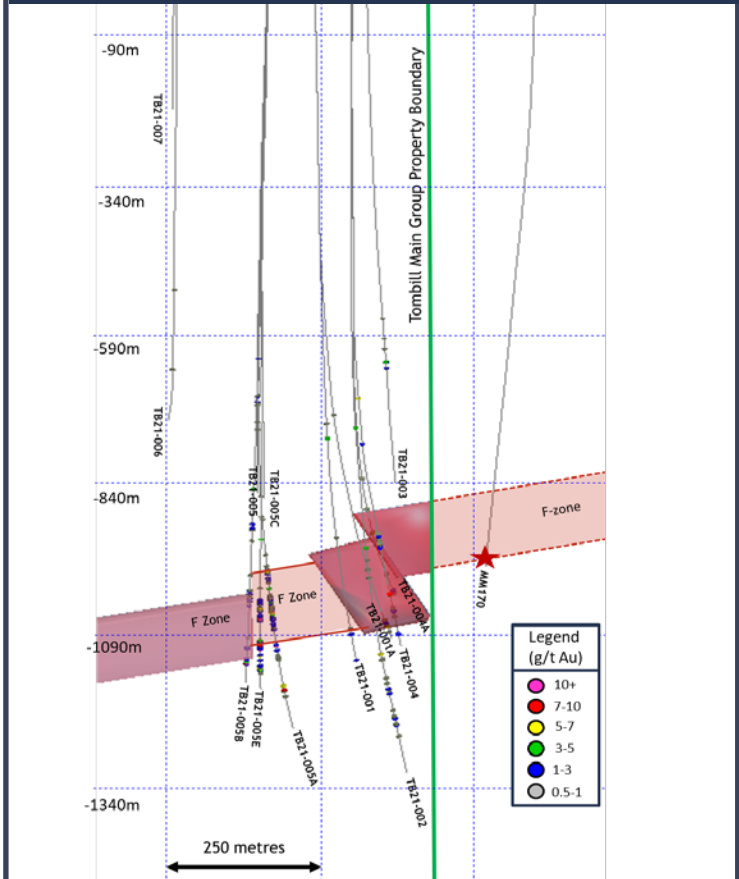 -90m
TB21-007
Tombill Main Group Property Boundary
-340m
-590m
TB21-006
TB21-003
TB21-005
TB21-005C
-840m
F-zone
MM170
F Zone
F Zone
TB21-004A
TB21-001A
-1090m
TB21-004
TB21-001
TB21-005B
TB21-005E
TB21-005A
TB21-002
-1340m
250 metres
Legend
(g/t Au)
10+
7-10
5-7
3-5
1-3
0.5-1